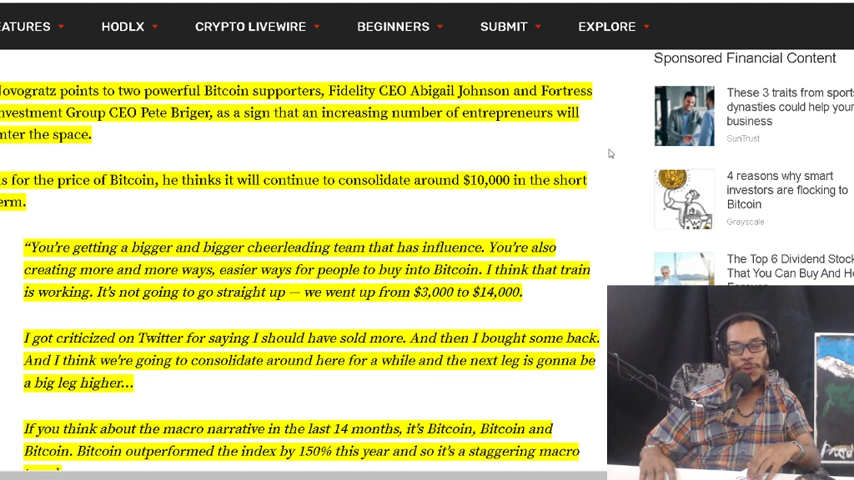 EATURES HODLX CRYPTO LIVEWIRE BEGINNERS SUBMIT EXPLORE
ovogratz points to two powerful Bitcoin supporters, Fidelity CEO Abigail Johnson and Fortress
nvestment Group CEO Pete Briger, as a sign that an increasing number of entrepreneurs will
nter the space.
s for the price of Bitcoin, he thinks it will continue to consolidate around $10,000 in the short
erm.
“You're getting a bigger and bigger cheerleading team that has influence. You're also
creating more and more ways, easier ways for people to buy into Bitcoin. I think that train
is working. It's not going to go straight up — we went up from $3,000 to $14,000.
I got criticized on Twitter for saying I should have sold more. And then I bought some back.
And I think we're going to consolidate around here for a while and the next leg is gonna be
a big leg higher...
If you think about the macro narrative in the last 14 months, it's Bitcoin, Bitcoin and
Bitcoin. Bitcoin outperformed the index by 150% this year and so it's a staggering macro
Sponsored Financial Content
These 3 traits from sports
dynasties could help your
business
SunTrust
4 reasons why smart
investors are flocking to
Bitcoin
Grayscale
The Top 6 Dividend Stock
That You Can Buy And Ho